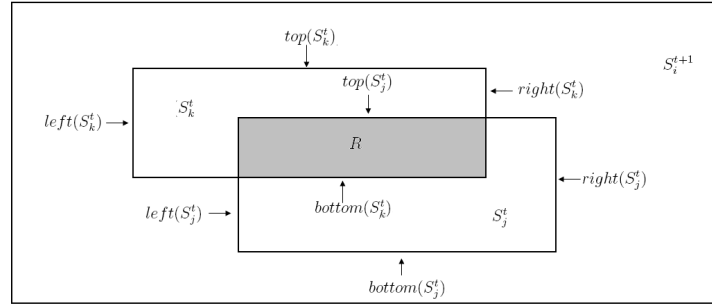 top(S_k^t)
S_i^{t+1}
top(S_j^t)
right(S_k^t)
S_k^t
left(S_k^t)
R
right(S_j^t)
bottom(S_k^t)
left(S_j^t)
S_j^t
bottom(S_j^t)